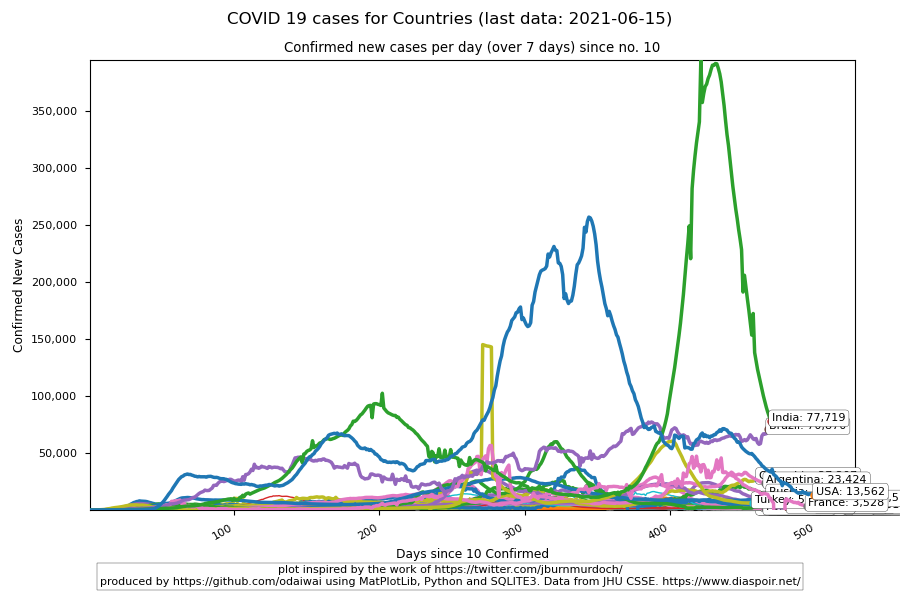 COVID 19 cases for Countries (last data: 2021-06-15)
Confirmed new cases per day (over 7 days) since no. 10
Confirmed New Cases
350,000
300,000
250,000
200,000
150,000
100,000
50,000
India: 77,719
Argentina: 23,424
USA: 13,562
France: 3,528
100
200
300
400
500
Days since 10 Confirmed
plot inspired by the work of https://twitter.com/jburnmurdoch/
produced by https://github.com/odaiwai using MatPlotLib, Python and SQLITE3. Data from JHU CSSE. https://www.diaspoir.net/